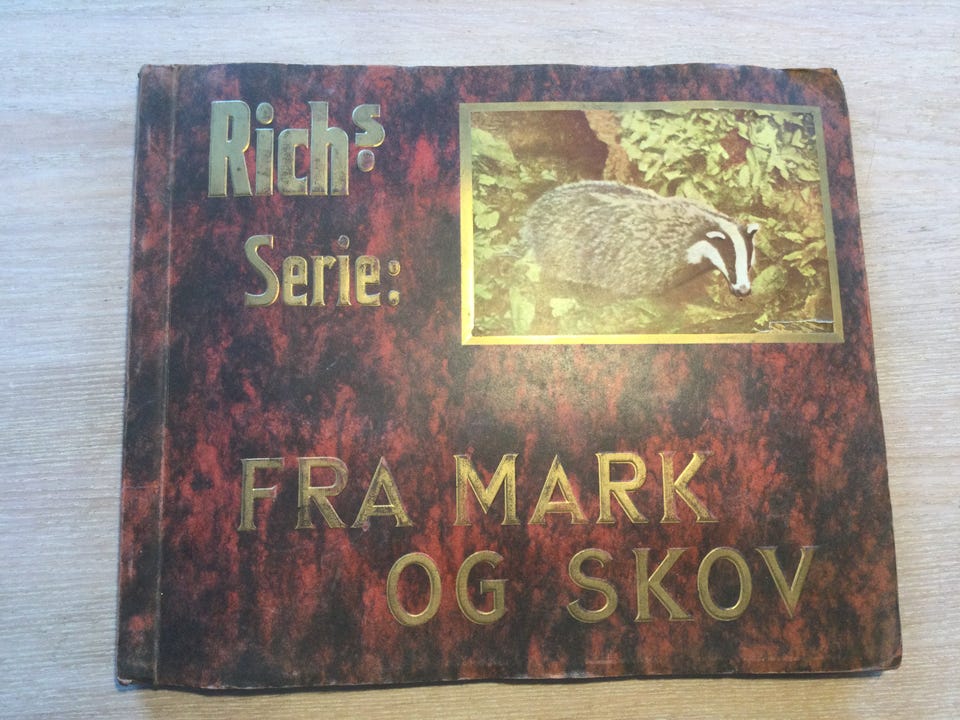 Richs
Serie:
FRA MARK
OG SKOV